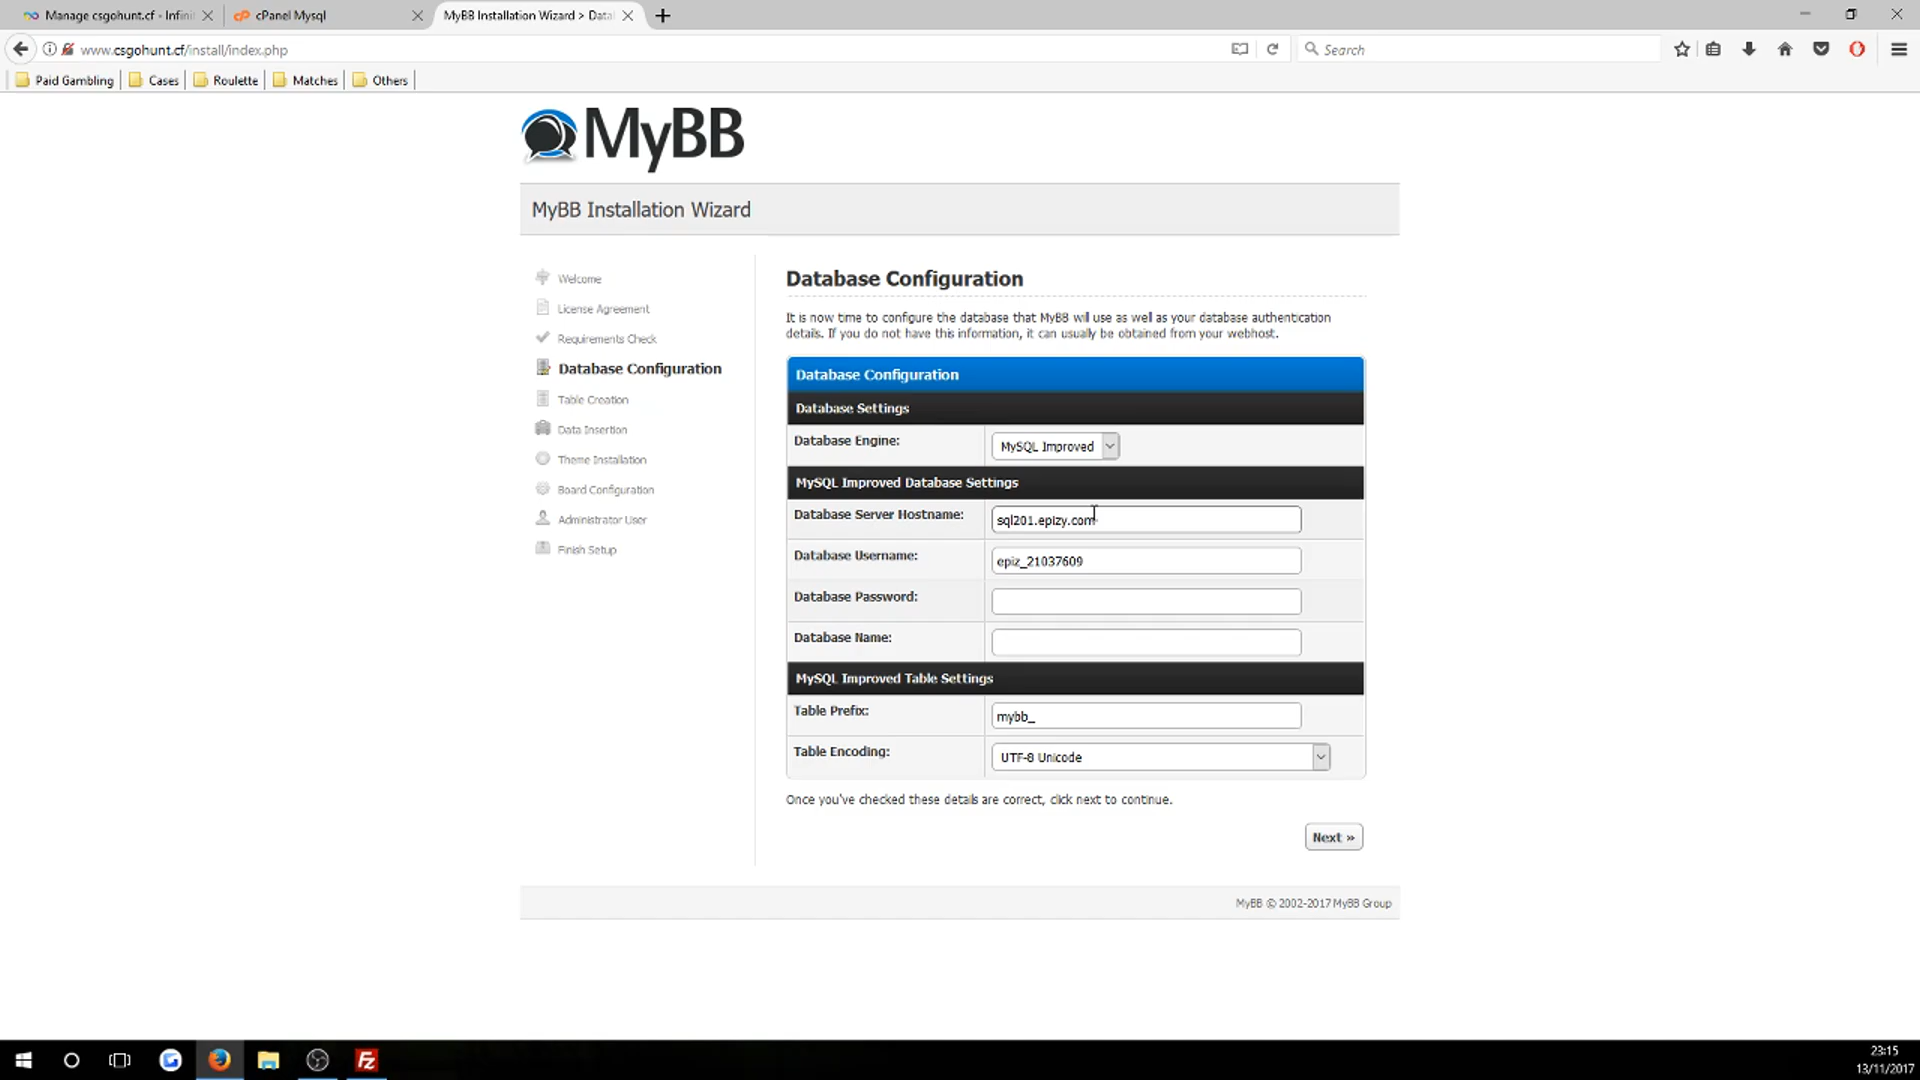 Manage csgohunt.cf - Infini
cPanel Mysql
MyBB Installation Wizard > Data
www.csgohunt.cf/install/index.php
Search
Paid Gambling
Cases
Roulette
Matches
Others
MyBB
MyBB Installation Wizard
Welcome
License Agreement
Requirements Check
Database Configuration
Table Creation
Data Insertion
Theme Installation
Board Configuration
Administrator User
Finish Setup
Database Configuration
It is now time to configure the database that MyBB will use as well as your database authentication
details. If you do not have this information, it can usually be obtained from your webhost.
Database Configuration
Database Settings
Database Engine:
MySQL Improved
MySQL Improved Database Settings
Database Server Hostname:
sql201.epizy.com
Database Username:
epiz_21037609
Database Password:
Database Name:
MySQL Improved Table Settings
Table Prefix:
mybb_
Table Encoding:
UTF-8 Unicode
Once you've checked these details are correct, click next to continue.
Next »
MyBB © 2002-2017 MyBB Group
23:15
13/11/2017